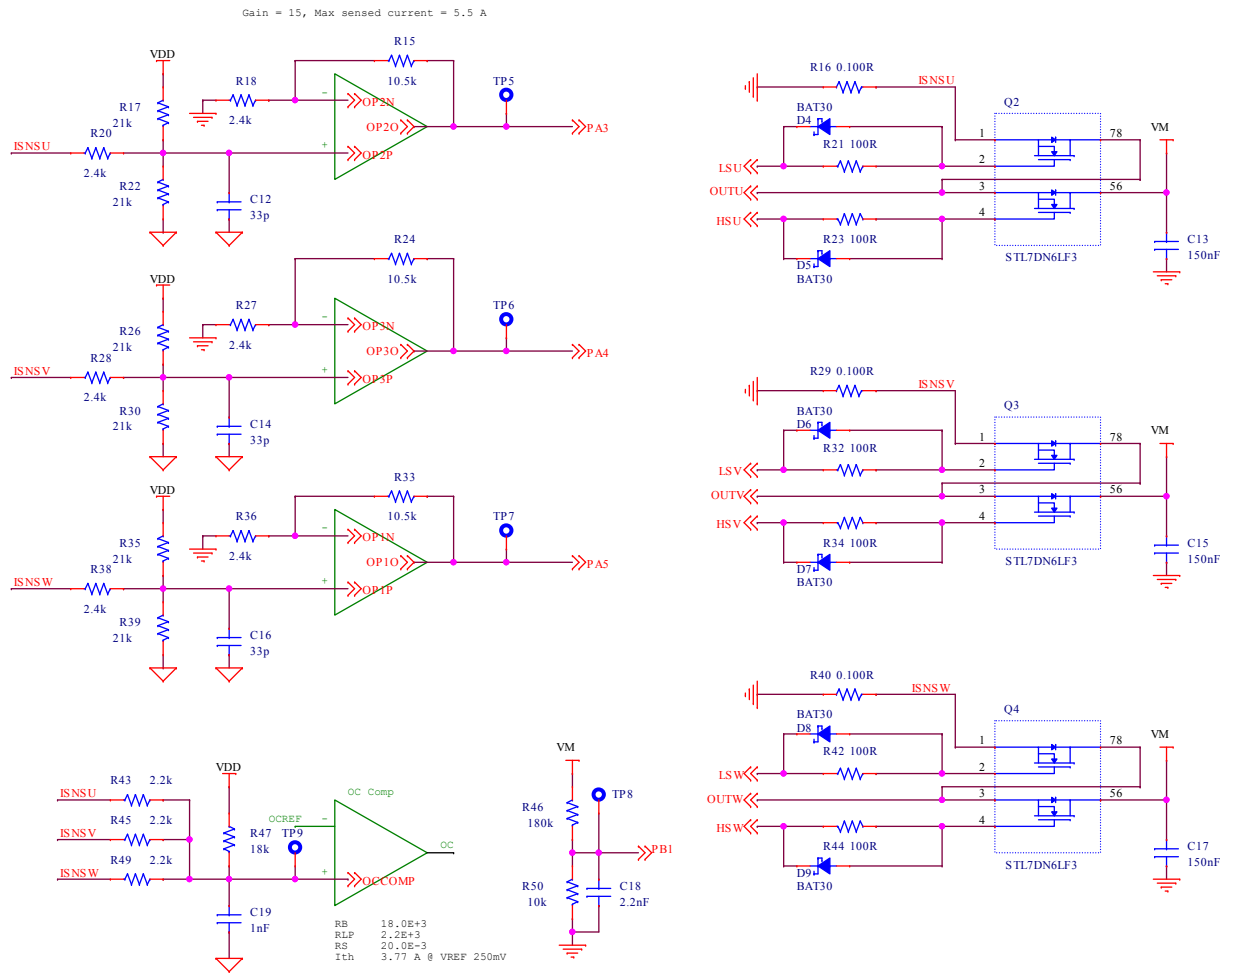 Gain = 15, Max sensed current = 5.5 A
R15
10.5k
VDD
R18
2.4k
TP5
R17
21k
R20
2.4k
ISNSU
OP2N
OP2O
OP2P
PA3
-
+
R22
21k
C12
33p
R24
10.5k
VDD
R27
2.4k
TP6
R26
21k
R28
2.4k
ISNSV
OP3N
OP3O
OP3P
PA4
-
+
R30
21k
C14
33p
R33
10.5k
VDD
R36
2.4k
TP7
R35
21k
R38
2.4k
ISNSW
OP1N
OP1O
OP1P
PA5
-
+
R39
21k
C16
33p
R43 2.2k
ISNSU
R45 2.2k
ISNSV
R49 2.2k
ISNSW
VDD
R47
18k
TP9
OCREF
OC Comp
-
+
OCCOMP
OC
C19
1nF
RB 18.0E+3
RLP 2.2E+3
RS 20.0E-3
Ith 3.77 A @ VREF 250mV
VM
R46
180k
TP8
PB1
R50
10k
C18
2.2nF
R16 0.100R
ISNSU
BAT30
D4
R21 100R
LSU
OUTU
HSU
R23 100R
D5
BAT30
Q2
1
2
3
4
78
56
STL7DN6LF3
VM
C13
150nF
R29 0.100R
ISNSV
BAT30
D6
R32 100R
LSV
OUTV
HSV
R34 100R
D7
BAT30
Q3
1
2
3
4
78
56
STL7DN6LF3
VM
C15
150nF
R40 0.100R
ISNSW
BAT30
D8
R42 100R
LSW
OUTW
HSW
R44 100R
D9
BAT30
Q4
1
2
3
4
78
56
STL7DN6LF3
VM
C17
150nF